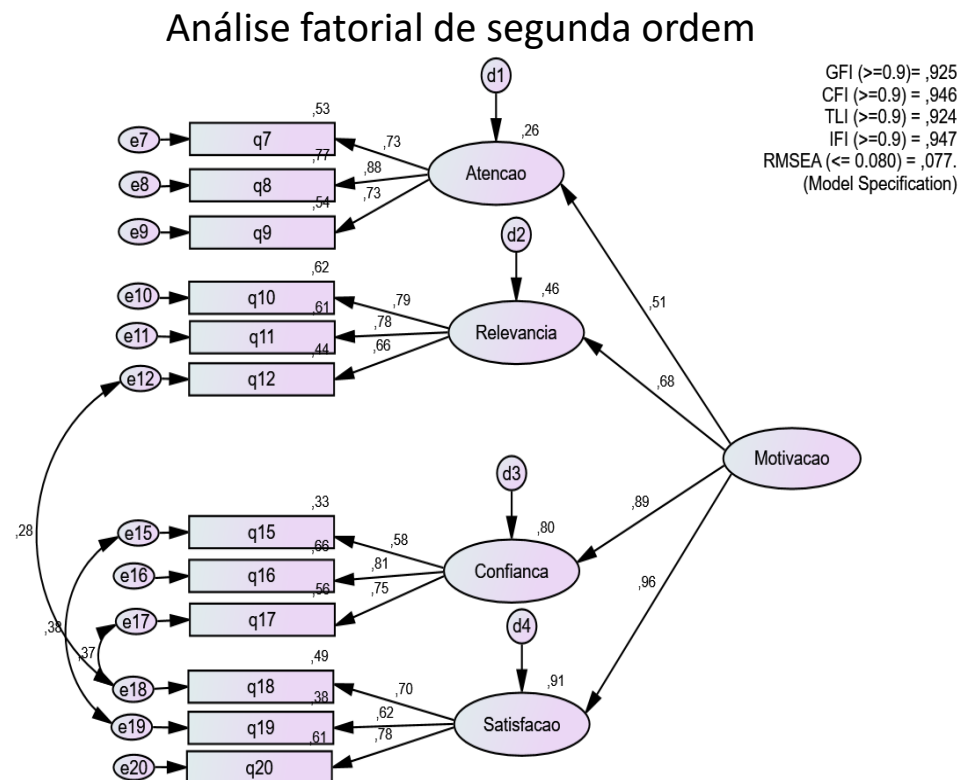 Análise fatorial de segunda ordem
d1
GFI (>=0.9)= ,925
CFI (>=0.9) = ,946
TLI (>=0.9) = ,924
IFI (>=0.9) = ,947
RMSEA (<= 0.080) = ,077.
(Model Specification)
,53
,26
e7
q7
,73
,77
Atencao
e8
q8
,88
,73
,54
e9
q9
d2
,62
,46
e10
q10
,79
,61
Relevancia
e11
q11
,78
,66
,44
e12
q12
,51
,68
Motivacao
d3
,33
,80
,89
e15
q15
,58
,66
Confianca
e16
q16
,81
,75
,56
e17
q17
,96
d4
,28
,38
,37
,49
,91
e18
q18
,70
,38
Satisfacao
e19
q19
,62
,78
,61
e20
q20